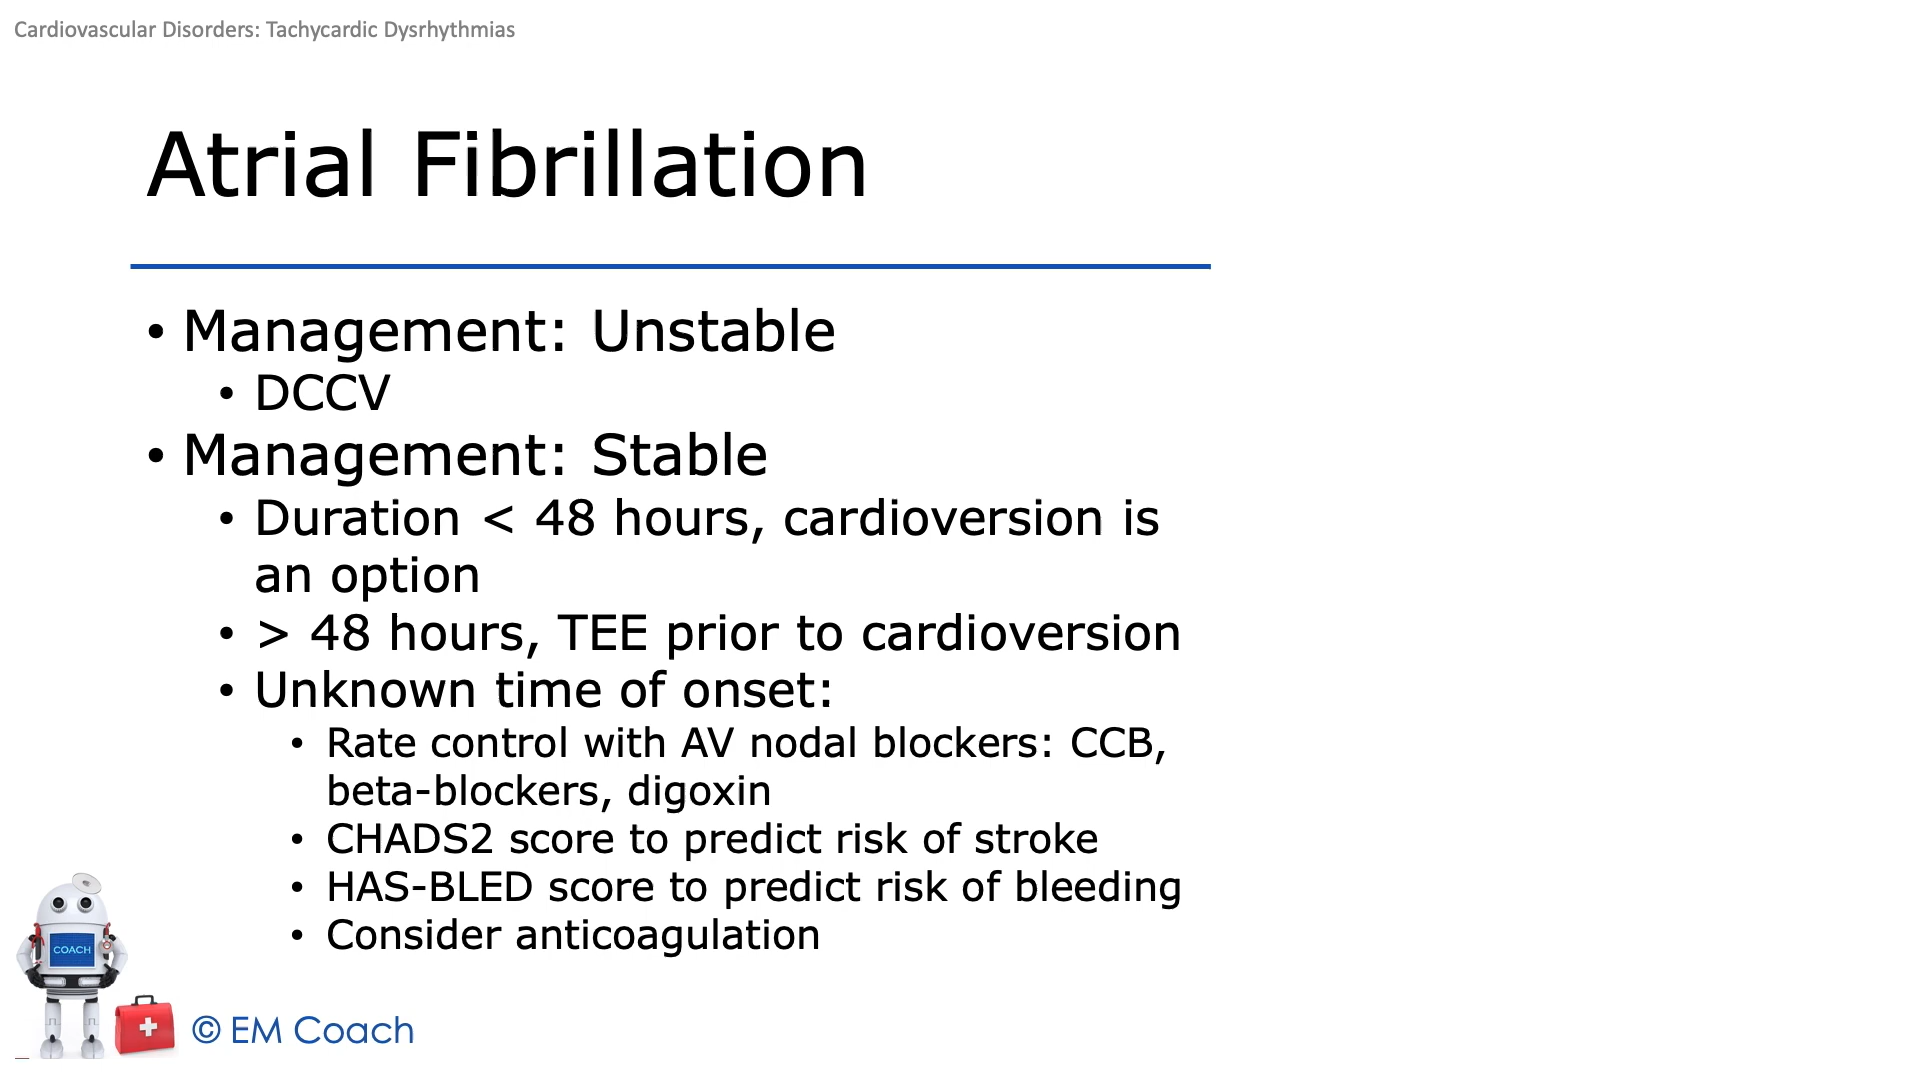 Cardiovascular Disorders: Tachycardic Dysrhythmias
Atrial Fibrillation
• Management: Unstable
• DCCV
• Management: Stable
• Duration < 48 hours, cardioversion is
an option
• > 48 hours, TEE prior to cardioversion
• Unknown time of onset:
• Rate control with AV nodal blockers: CCB,
beta-blockers, digoxin
• CHADS2 score to predict risk of stroke
• HAS-BLED score to predict risk of bleeding
• Consider anticoagulation
COACH
© EM Coach